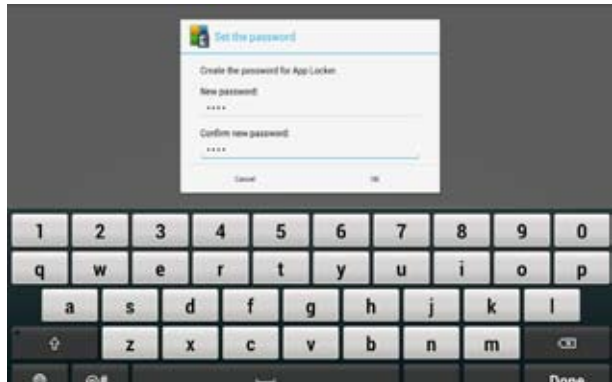 Set the password
Create the password for App Locker.
New password:
••••
Confirm new password:
••••
Cancel OK
1 2 3 4 5 6 7 8 9 0
q w e r t y u i o p
a s d f g h j k l
z x c v b n m
Done